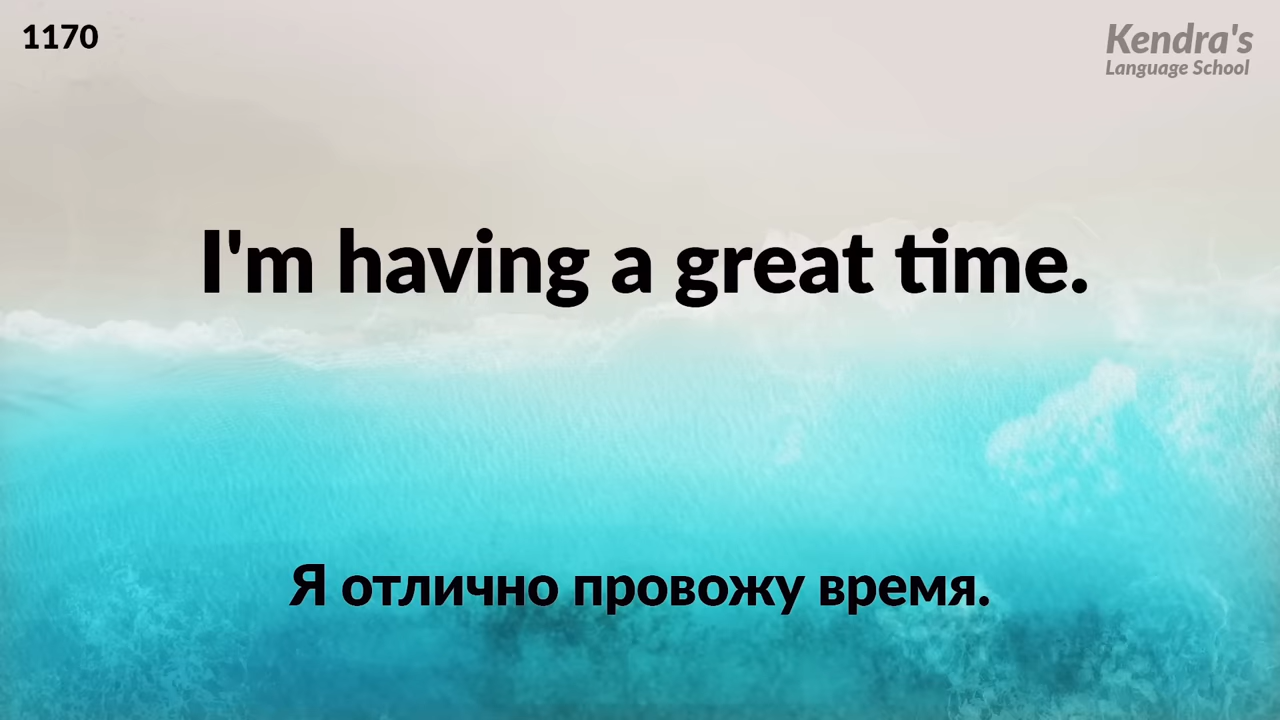 1170
Kendra's
Language School
I'm having a great time.
Я отлично провожу время.